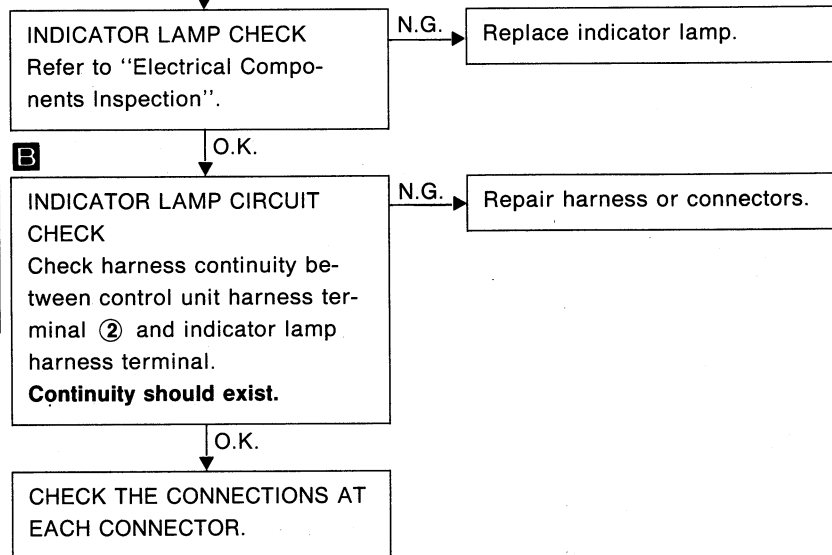 INDICATOR LAMP CHECK
Refer to "Electrical Compo-
nents Inspection".
N.G.
Replace indicator lamp.
O.K.
B
INDICATOR LAMP CIRCUIT
CHECK
Check harness continuity be-
tween control unit harness ter-
minal ② and indicator lamp
harness terminal.
Continuity should exist.
N.G.
Repair harness or connectors.
O.K.
CHECK THE CONNECTIONS AT
EACH CONNECTOR.